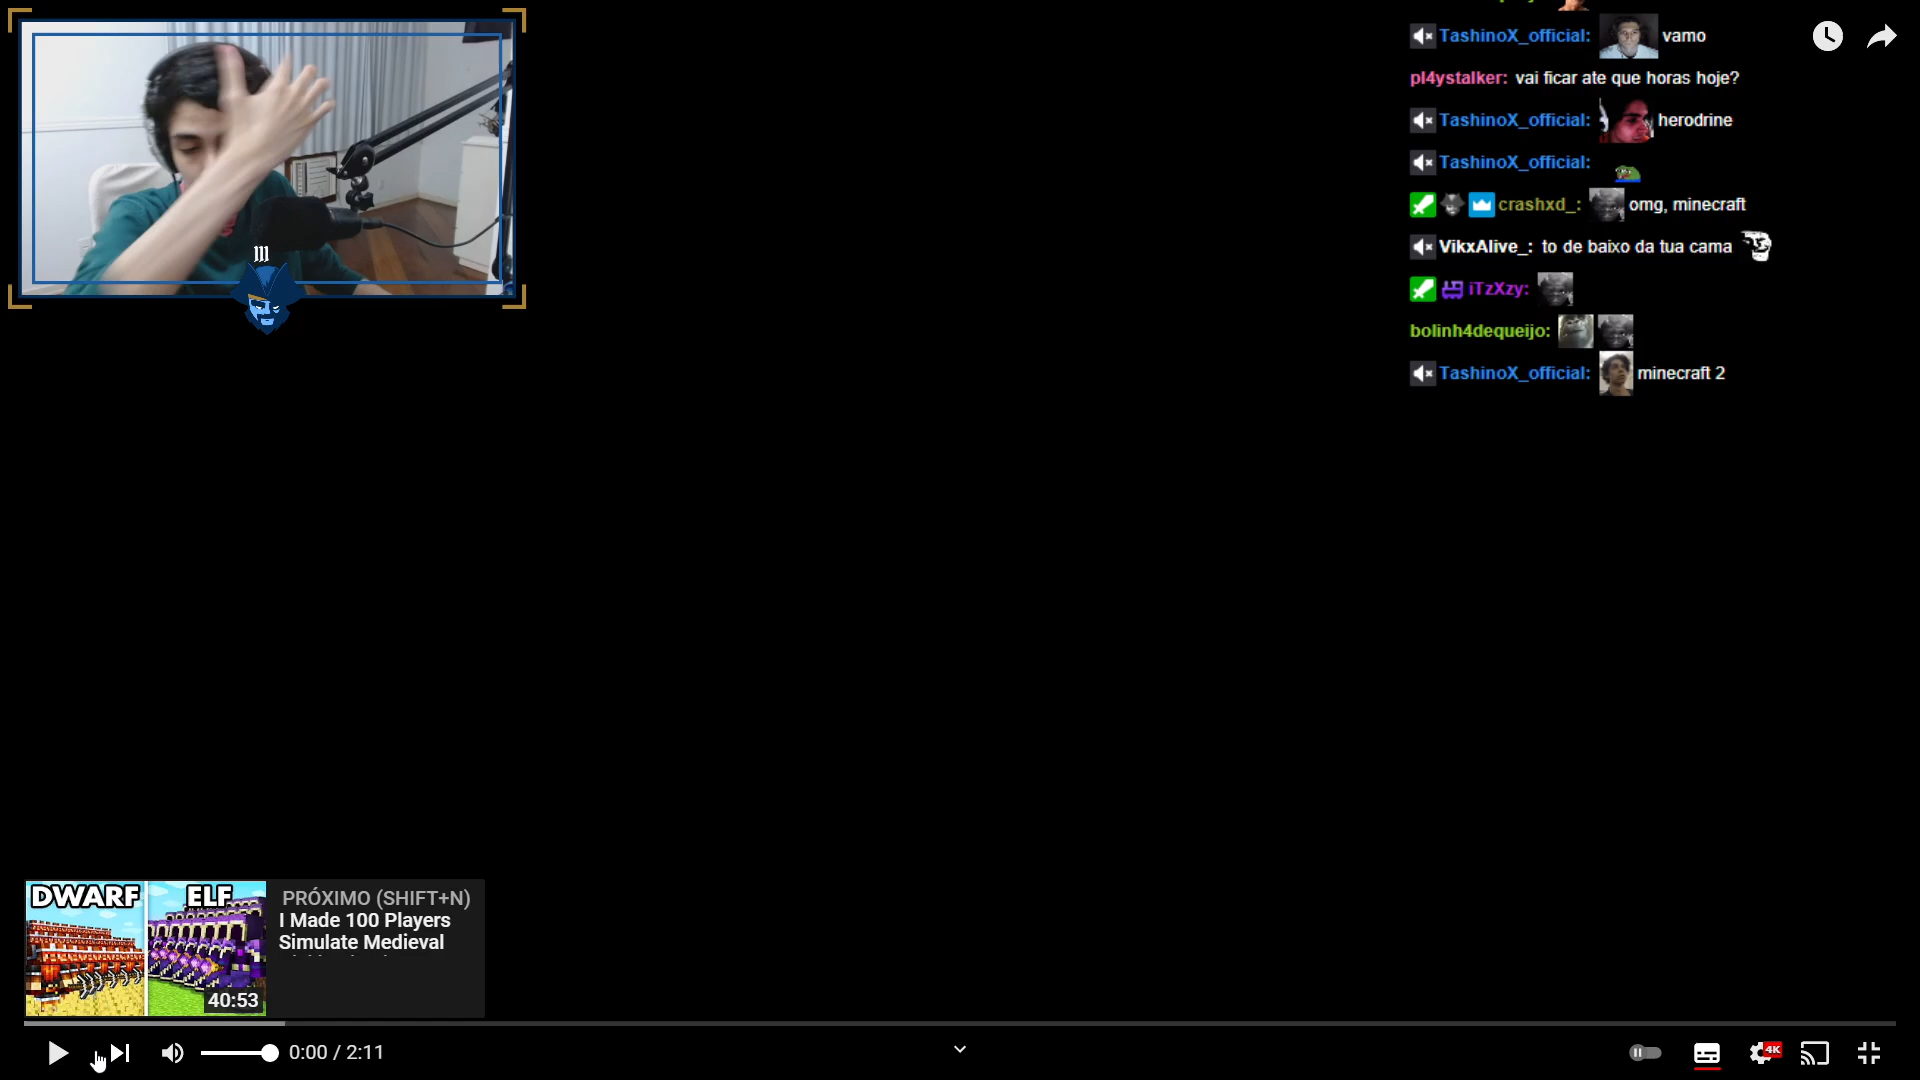 TashinoX_official: vamo
pl4ystalker: vai ficar ate que horas hoje?
TashinoX_official: herodrine
TashinoX_official:
crashxd_: omg, minecraft
VikxAlive_: to de baixo da tua cama
iTzXzy:
bolinh4dequeijo:
TashinoX_official: minecraft 2
DWARF ELF
40:53
PRÓXIMO (SHIFT+N)
I Made 100 Players
Simulate Medieval
0:00 / 2:11
4K